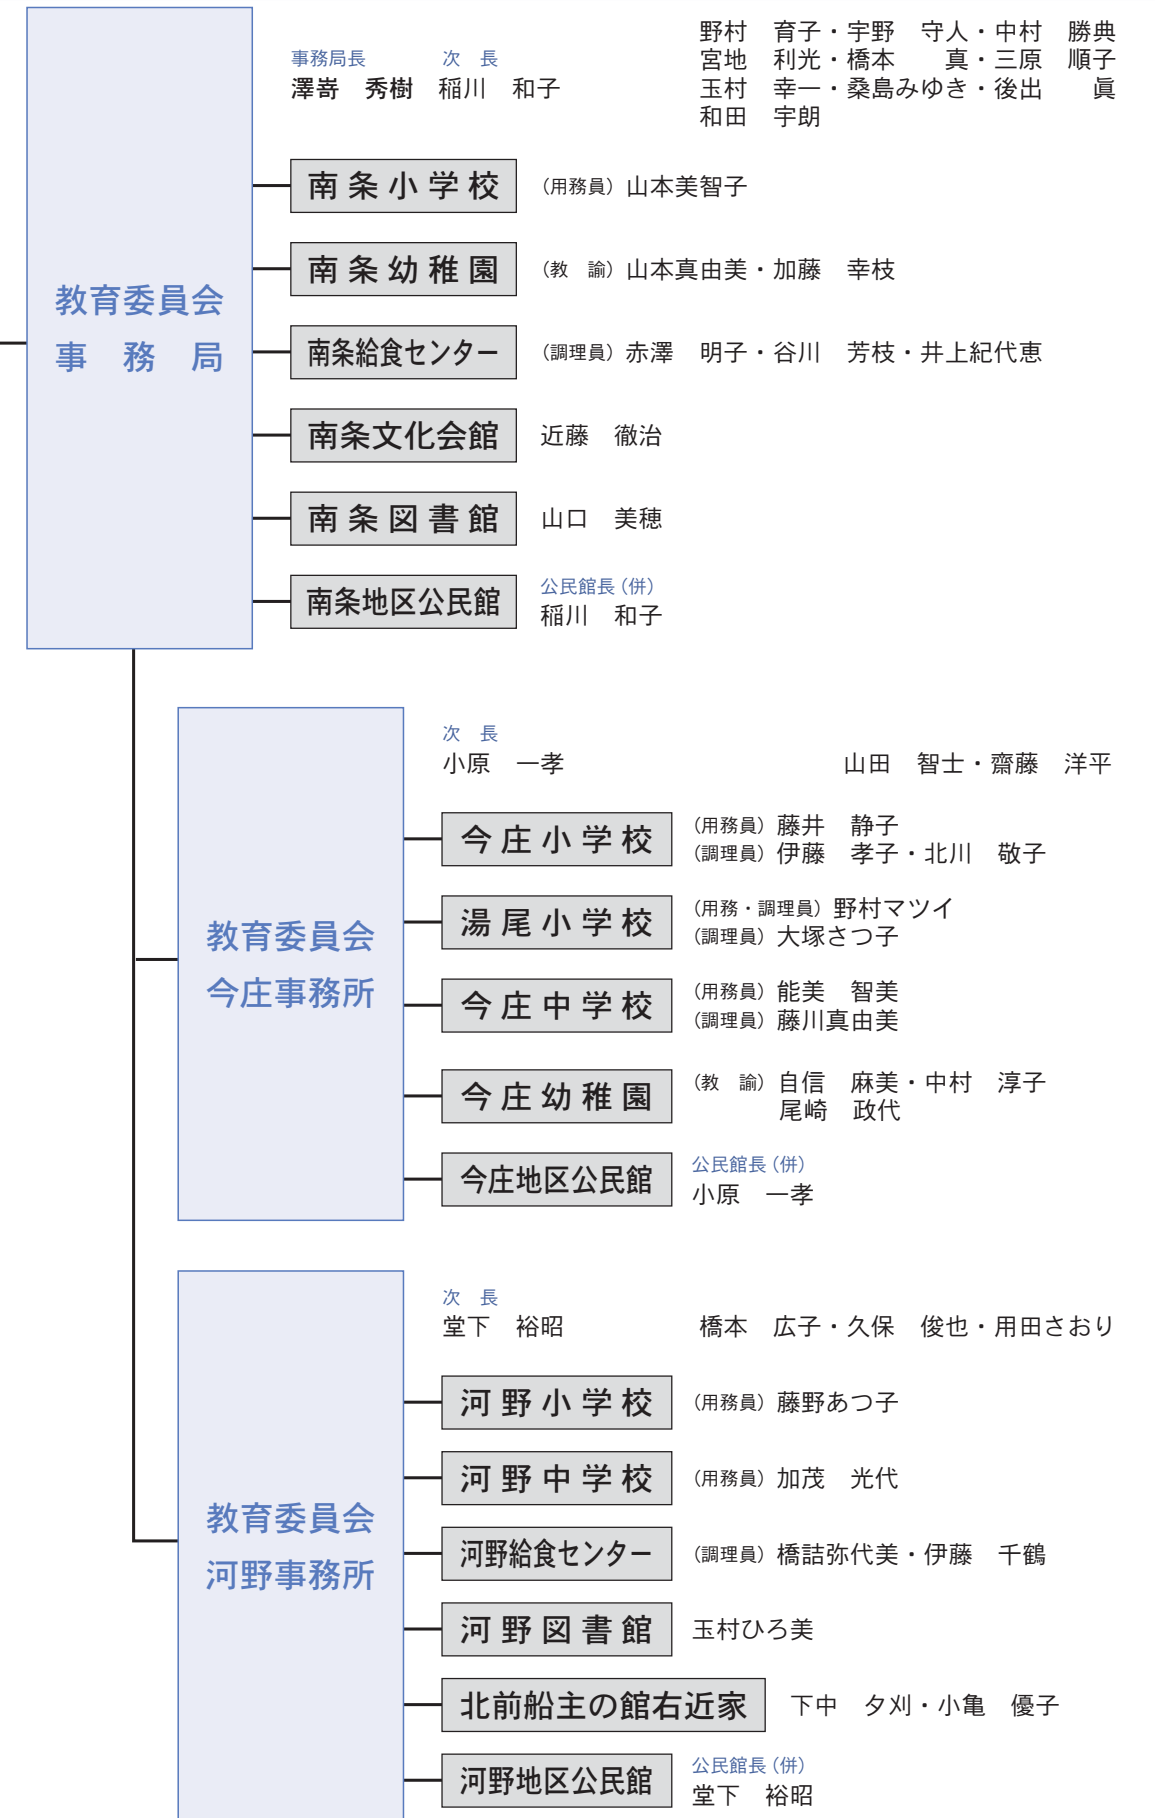 教育委員会
事　務　局
事務局長　次　長
澤嵜　秀樹　稲川　和子
野村　育子・宇野　守人・中村　勝典
宮地　利光・橋本　　真・三原　順子
玉村　幸一・桑島みゆき・後出　　眞
和田　宇朗
南条小学校　（用務員）山本美智子
南条幼稚園　（教　諭）山本真由美・加藤　幸枝
南条給食センター　（調理員）赤澤　明子・谷川　芳枝・井上紀代恵
南条文化会館　近藤　徹治
南条図書館　山口　美穂
南条地区公民館
公民館長（併）
稲川　和子
教育委員会
今庄事務所
次　長
小原　一孝　山田　智士・齋藤　洋平
今庄小学校
（用務員）藤井　静子
（調理員）伊藤　孝子・北川　敬子
湯尾小学校
（用務・調理員）野村マツイ
（調理員）大塚さつ子
今庄中学校
（用務員）能美　智美
（調理員）藤川真由美
今庄幼稚園
（教　諭）自信　麻美・中村　淳子
尾崎　政代
今庄地区公民館
公民館長（併）
小原　一孝
教育委員会
河野事務所
次　長
堂下　裕昭　橋本　広子・久保　俊也・用田さおり
河野小学校　（用務員）藤野あつ子
河野中学校　（用務員）加茂　光代
河野給食センター　（調理員）橋詰弥代美・伊藤　千鶴
河野図書館　玉村ひろ美
北前船主の館右近家　下中　夕刈・小亀　優子
河野地区公民館
公民館長（併）
堂下　裕昭